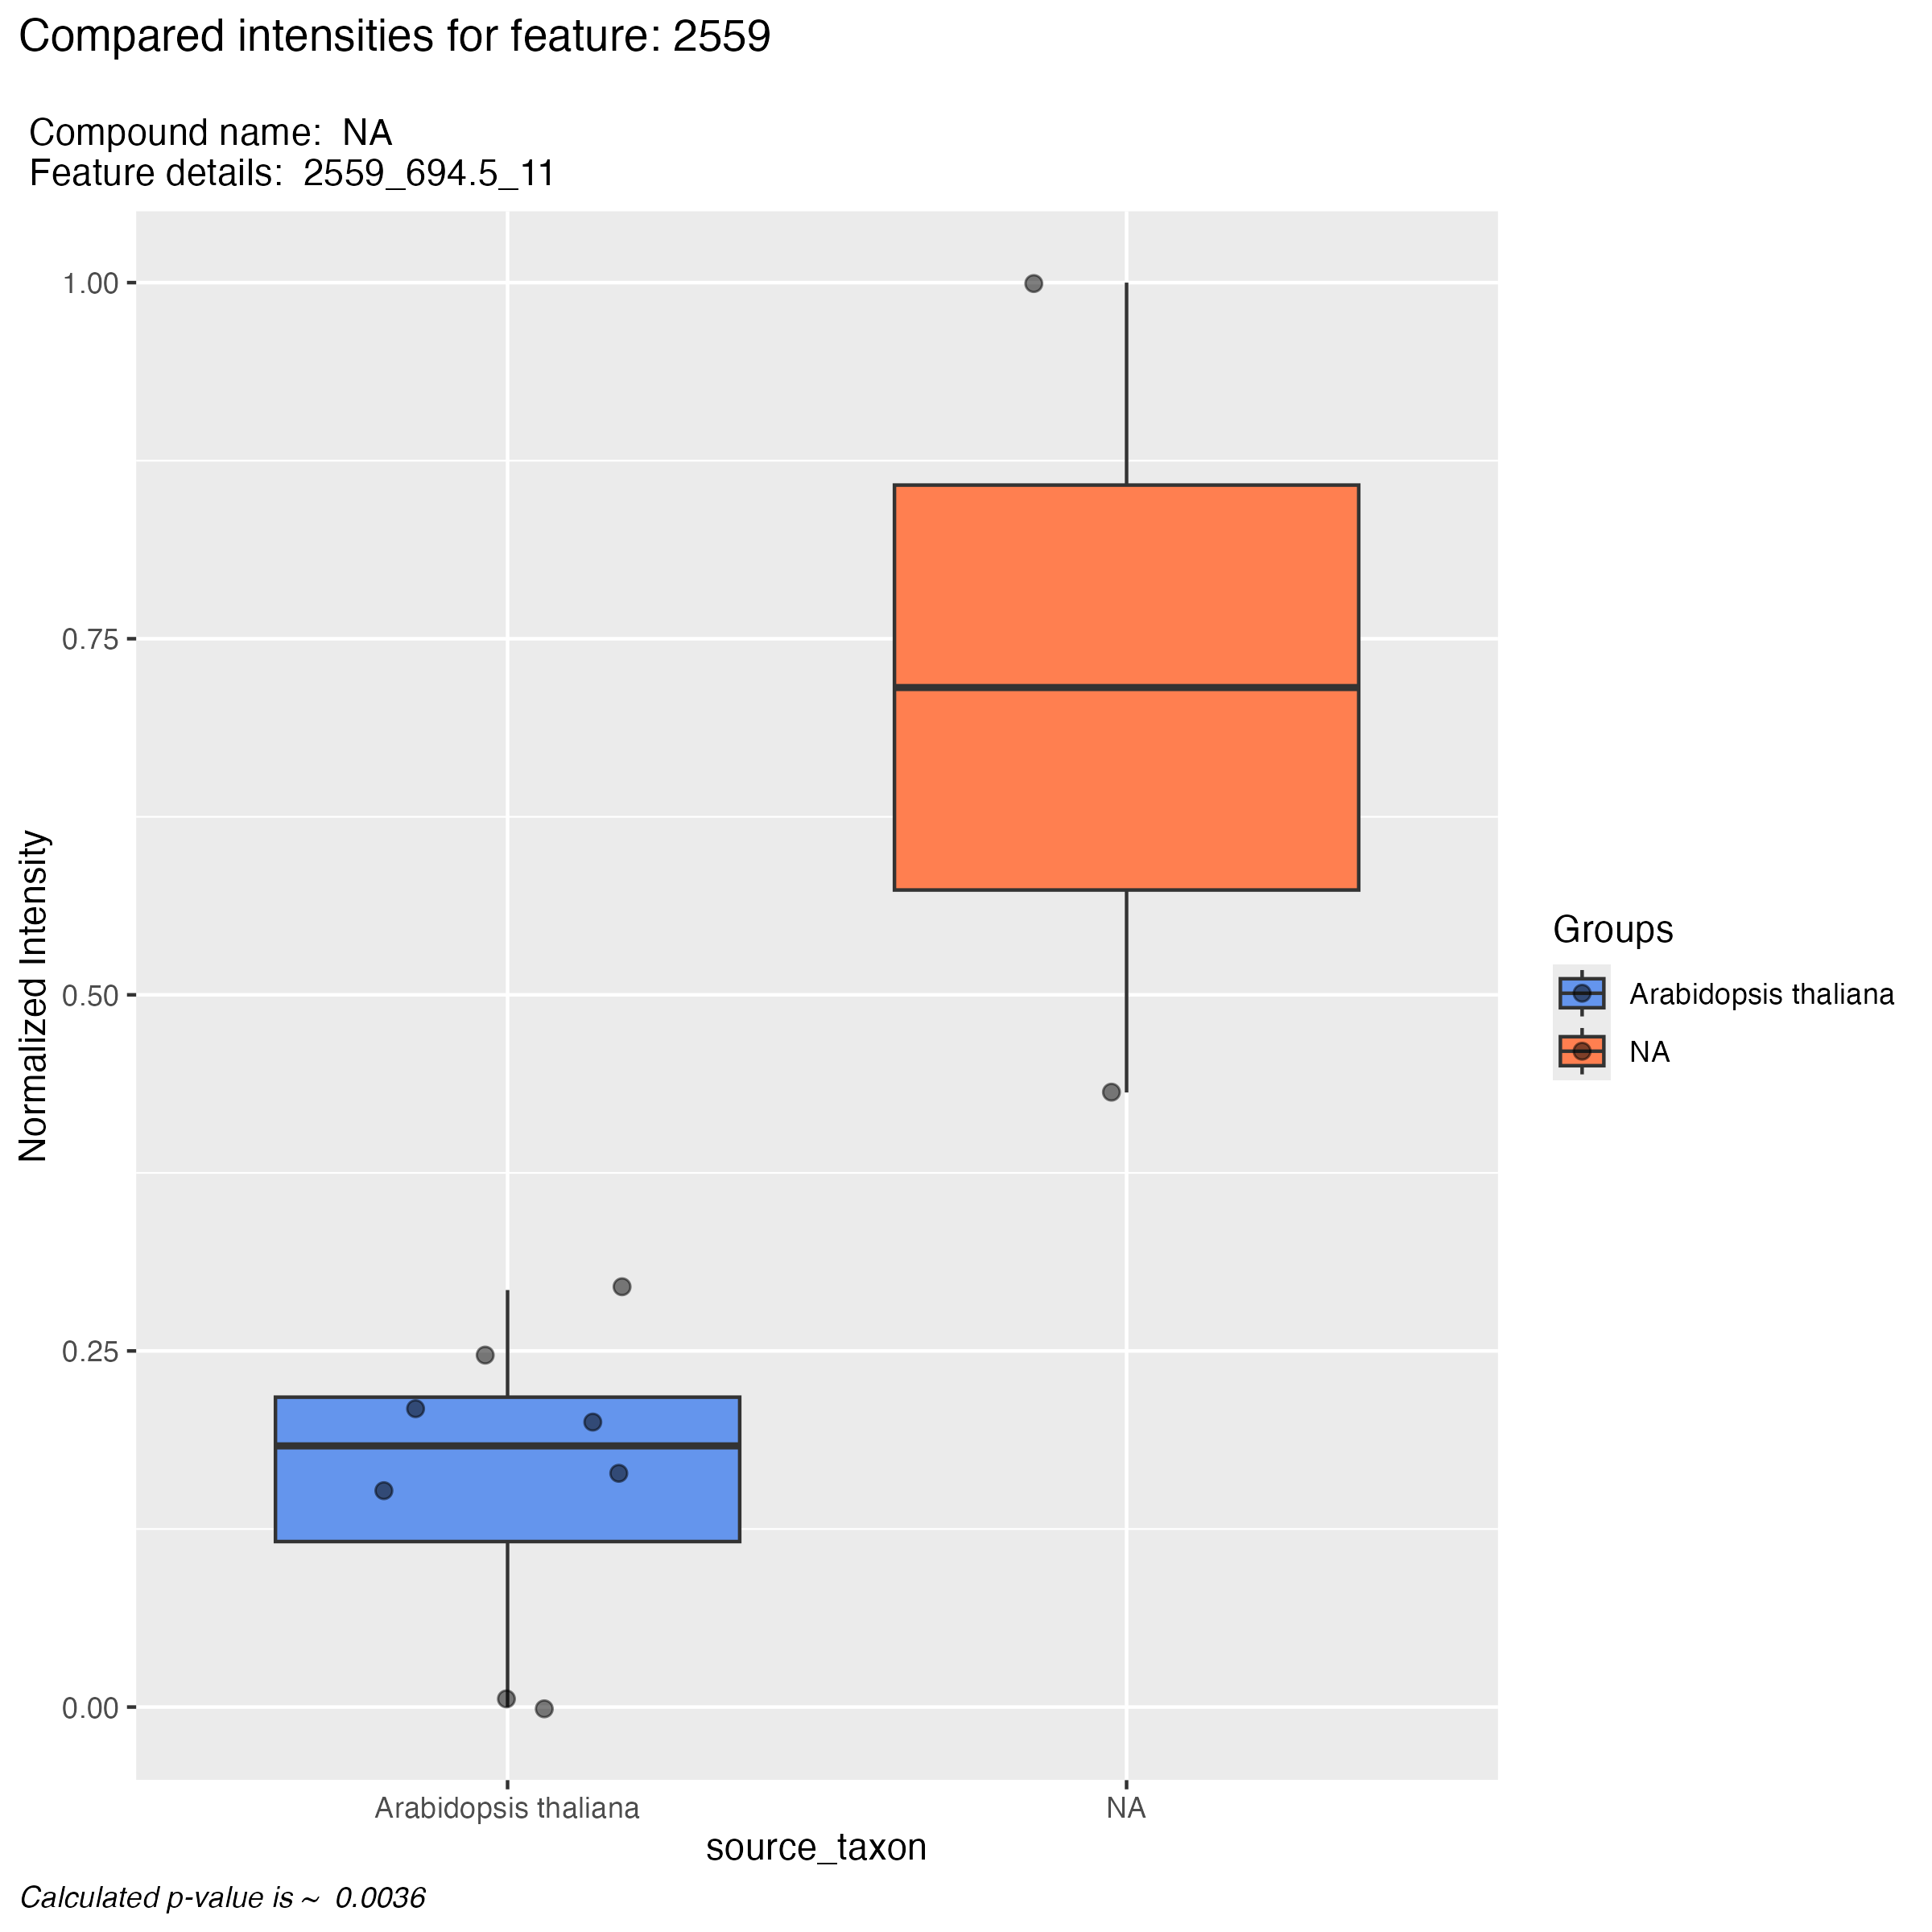 Compared intensities for feature: 2559
Compound name:  NA
Feature details:  2559_694.5_11
1.00
0.75
0.50
0.25
0.00
Normalized Intensity
Arabidopsis thaliana
NA
source_taxon
Groups
Arabidopsis thaliana
NA
Calculated p-value is ~  0.0036